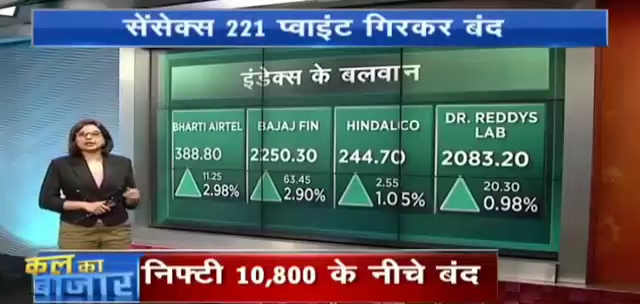 सेंसेक्स 221 प्वाइंट गिरकर बंद
इंडेक्स के बलवान
BHARTI AIRTEL
388.80
11.25
2.98%
BAJAJ FIN
2250.30
63.45
2.90%
HINDALCO
244.70
2.55
1.05%
DR. REDDYS
LAB
2083.20
20.30
0.98%
कल का
बाजार
निफ्टी 10,800 के नीचे बंद